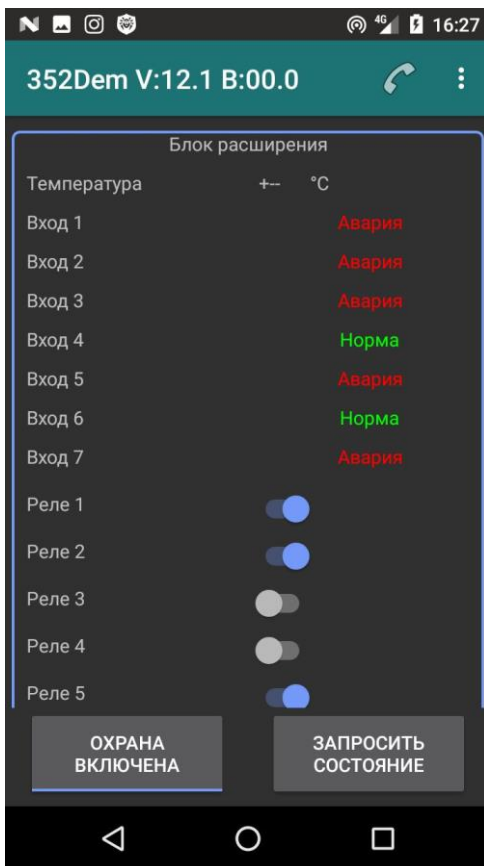 4G 16:27
352Dem V:12.1 B:00.0
Блок расширения
Температура +-- °C
Вход 1 Авария
Вход 2 Авария
Вход 3 Авария
Вход 4 Норма
Вход 5 Авария
Вход 6 Норма
Вход 7 Авария
Реле 1
Реле 2
Реле 3
Реле 4
Реле 5
ОХРАНА
ВКЛЮЧЕНА
ЗАПРОСИТЬ
СОСТОЯНИЕ